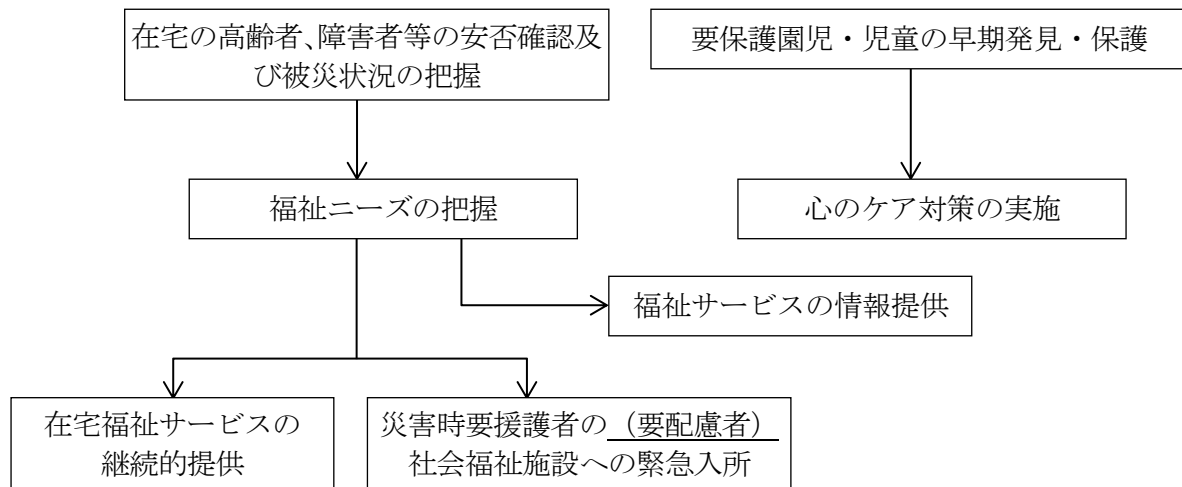 在宅の高齢者、障害者等の安否確認及
び被災状況の把握
要保護園児・児童の早期発見・保護
福祉ニーズの把握
心のケア対策の実施
福祉サービスの情報提供
在宅福祉サービスの
継続的提供
災害時要援護者の（要配慮者）
社会福祉施設への緊急入所